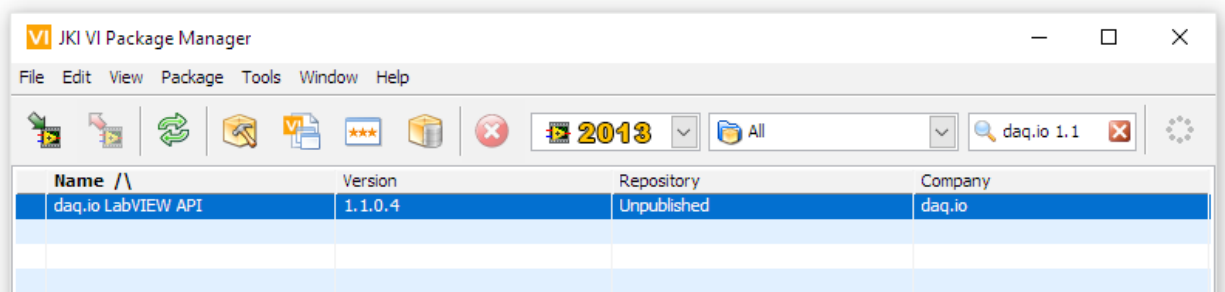 VI JKI VI Package Manager
File Edit View Package Tools Window Help
VI *** 2013 All daq.io 1.1
Name /\ Version Repository Company
daq.io LabVIEW API 1.1.0.4 Unpublished daq.io